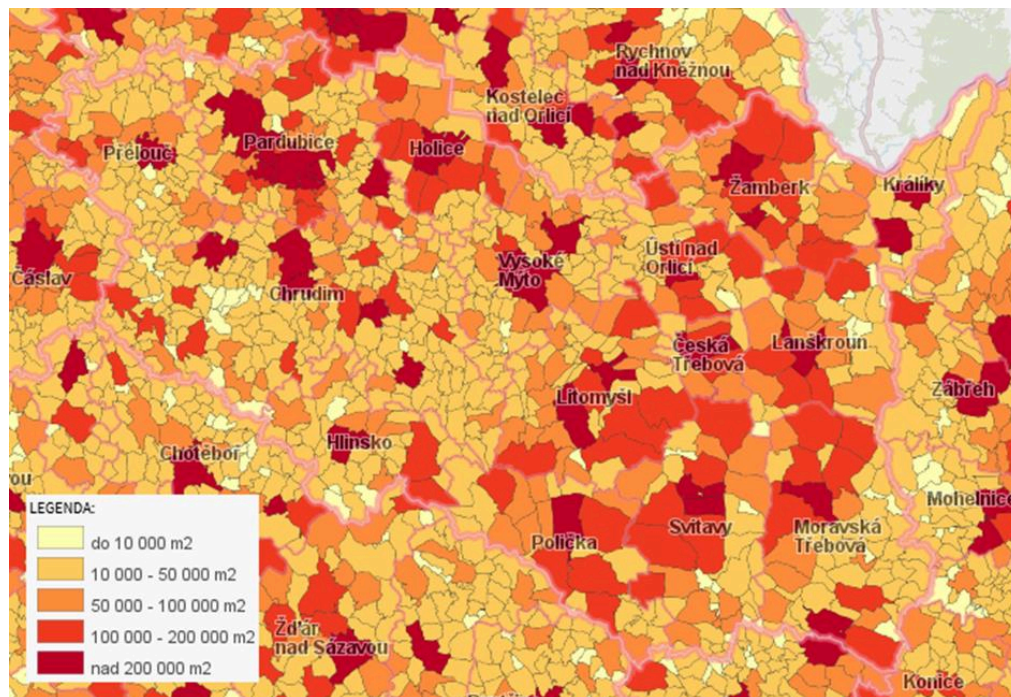 Rychnov
nad Kněžnou
Kostelec
nad Orlicí
Přelouč
Pardubice
Holice
Žamberk
Králíky
Čáslav
Chrudim
Vysoké
Mýto
Ústí nad
Orlicí
Česká
Třebová
Lanškroun
Litomyšl
Zábřeh
Chotěboř
Hlinsko
Mohelnice
Svitavy
Moravská
Třebová
Polička
Žďár
nad Sázavou
Konice
LEGENDA:
do 10 000 m2
10 000 - 50 000 m2
50 000 - 100 000 m2
100 000 - 200 000 m2
nad 200 000 m2